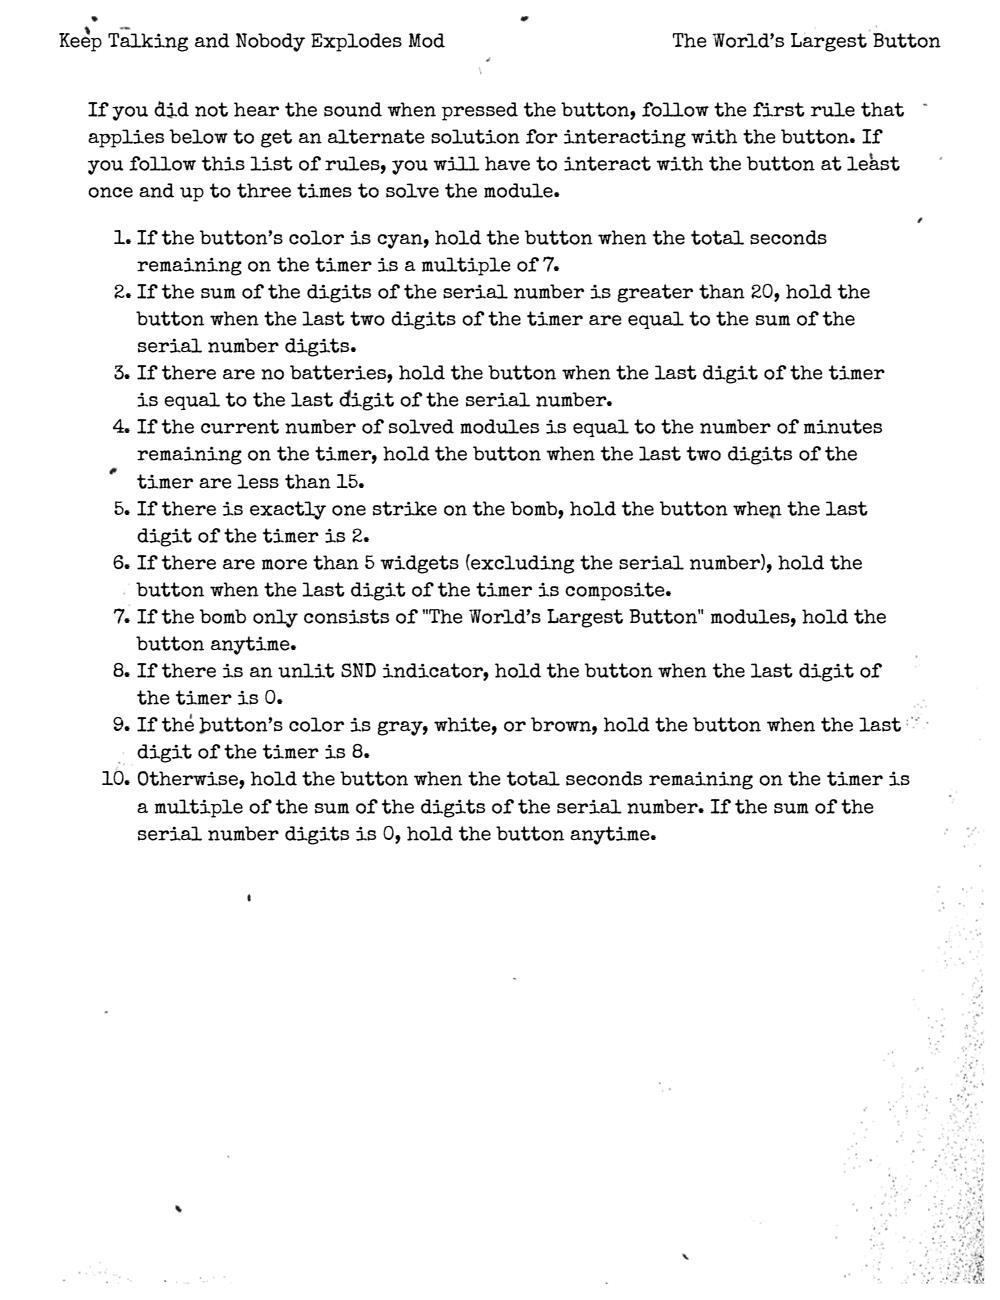 Keep Talking and Nobody Explodes Mod The World's Largest Button
If you did not hear the sound when pressed the button, follow the first rule that
applies below to get an alternate solution for interacting with the button. If
you follow this list of rules, you will have to interact with the button at least
once and up to three times to solve the module.
1. If the button's color is cyan, hold the button when the total seconds
remaining on the timer is a multiple of 7.
2. If the sum of the digits of the serial number is greater than 20, hold the
button when the last two digits of the timer are equal to the sum of the
serial number digits.
3. If there are no batteries, hold the button when the last digit of the timer
is equal to the last digit of the serial number.
4. If the current number of solved modules is equal to the number of minutes
remaining on the timer, hold the button when the last two digits of the
timer are less than 15.
5. If there is exactly one strike on the bomb, hold the button when the last
digit of the timer is 2.
6. If there are more than 5 widgets (excluding the serial number), hold the
button when the last digit of the timer is composite.
7. If the bomb only consists of "The World's Largest Button" modules, hold the
button anytime.
8. If there is an unlit SND indicator, hold the button when the last digit of
the timer is 0.
9. If the button's color is gray, white, or brown, hold the button when the last
digit of the timer is 8.
10. Otherwise, hold the button when the total seconds remaining on the timer is
a multiple of the sum of the digits of the serial number. If the sum of the
serial number digits is 0, hold the button anytime.